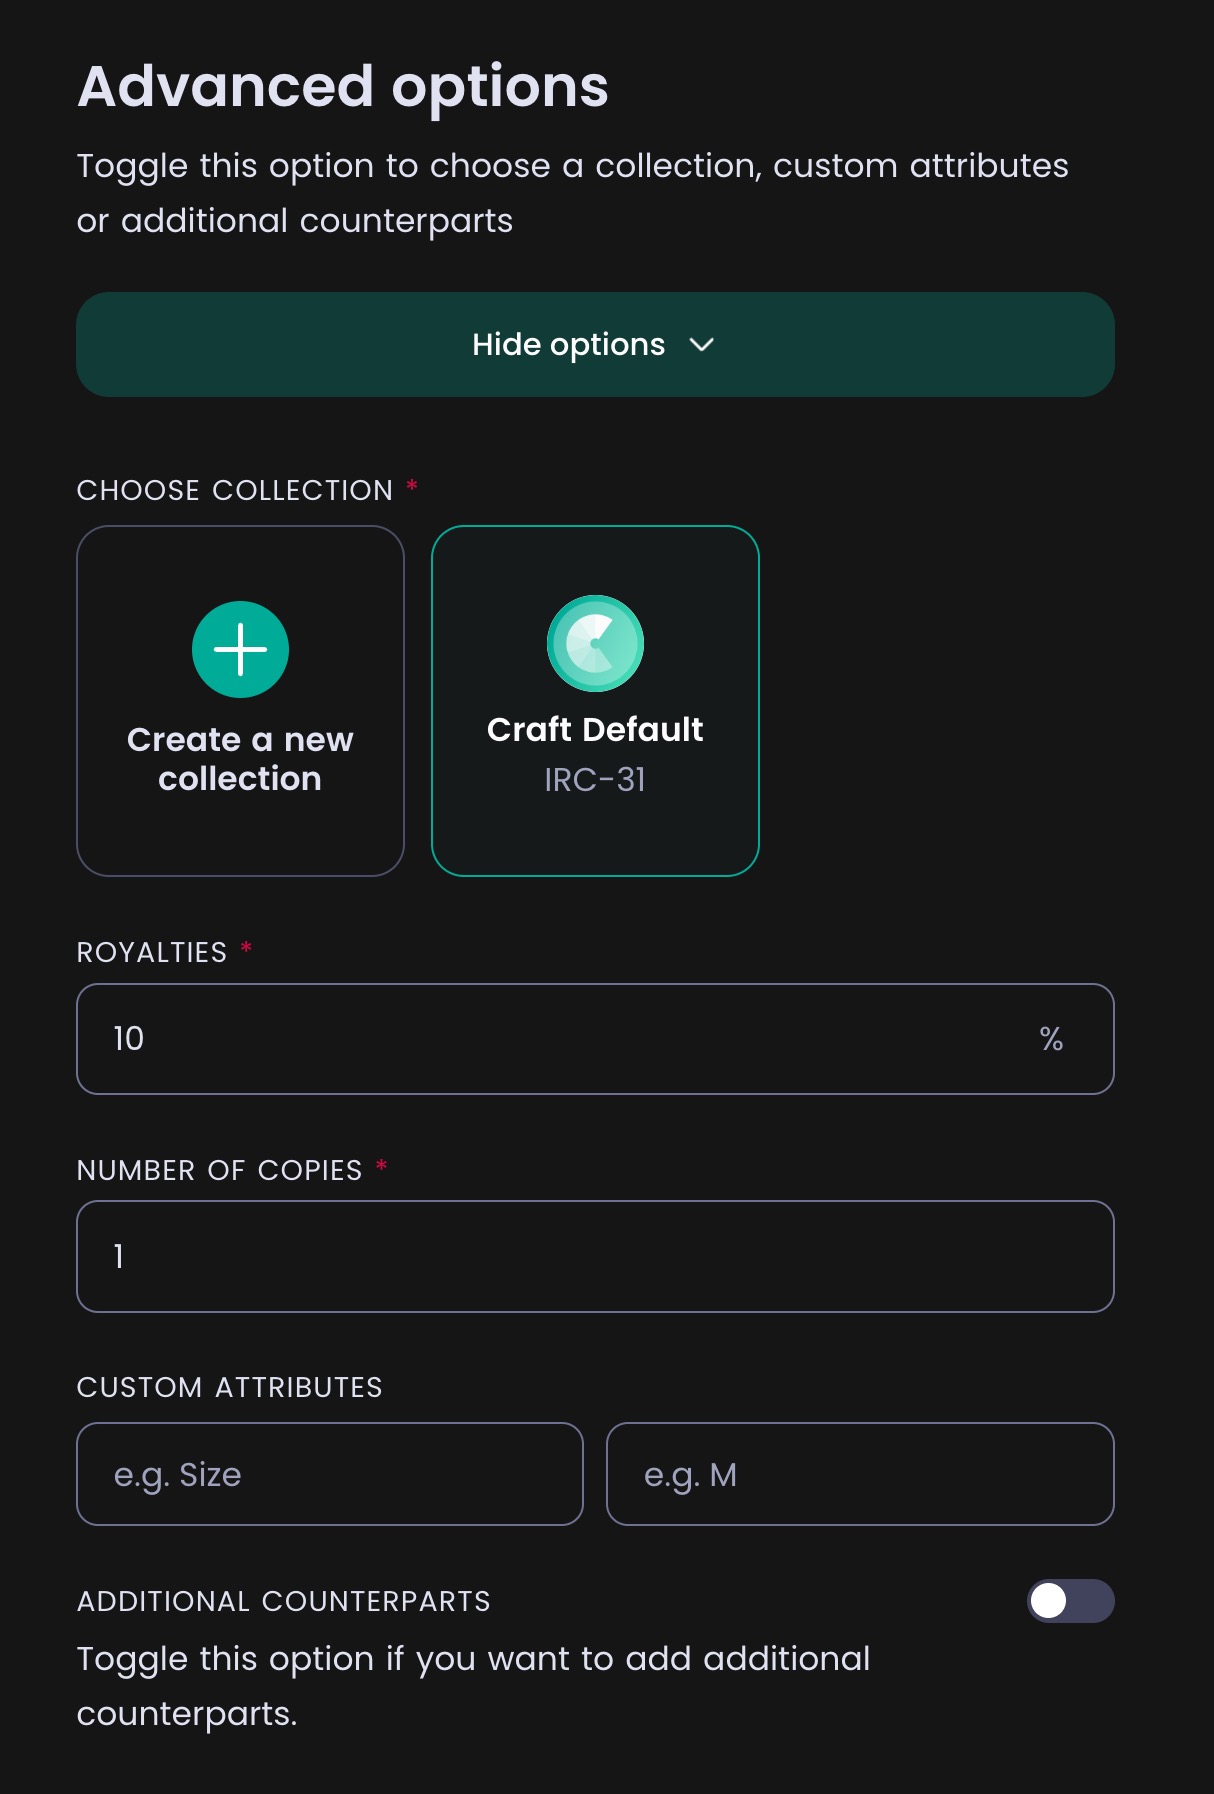 Advanced options
Toggle this option to choose a collection, custom attributes
or additional counterparts
Hide options
CHOOSE COLLECTION *
Create a new
collection
Craft Default
IRC-31
ROYALTIES *
10 %
NUMBER OF COPIES *
1
CUSTOM ATTRIBUTES
e.g. Size e.g. M
ADDITIONAL COUNTERPARTS
Toggle this option if you want to add additional
counterparts.